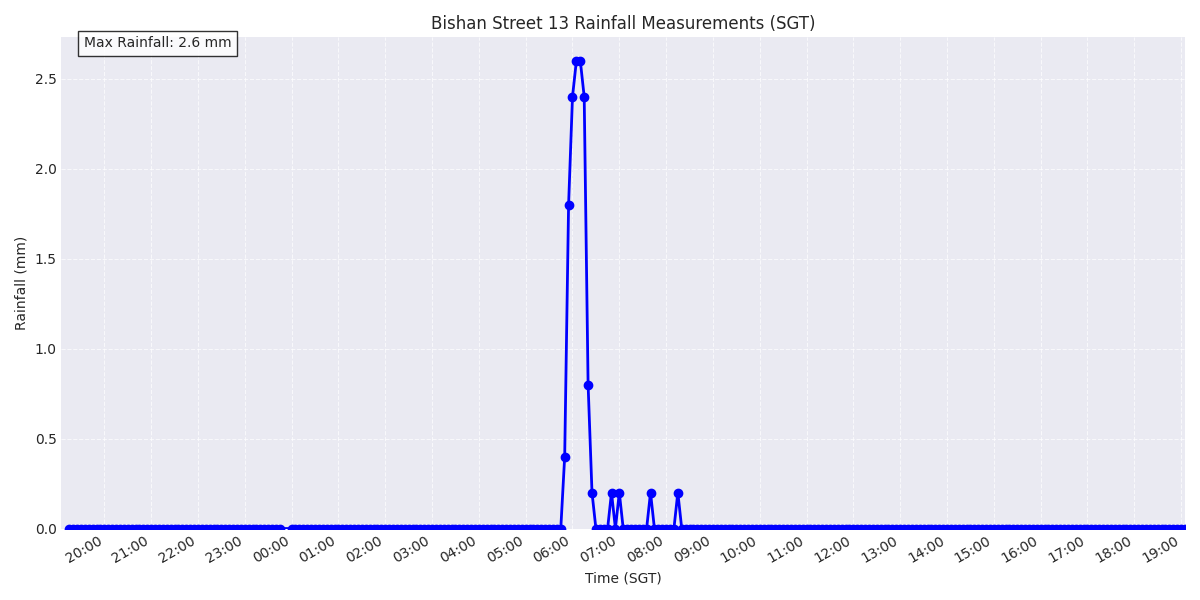 Bishan Street 13 Rainfall Measurements (SGT)
Max Rainfall: 2.6 mm
Rainfall (mm)
2.5
2.0
1.5
1.0
0.5
0.0
20:00 21:00 22:00 23:00 00:00 01:00 02:00 03:00 04:00 05:00 06:00 07:00 08:00 09:00 10:00 11:00 12:00 13:00 14:00 15:00 16:00 17:00 18:00 19:00
Time (SGT)